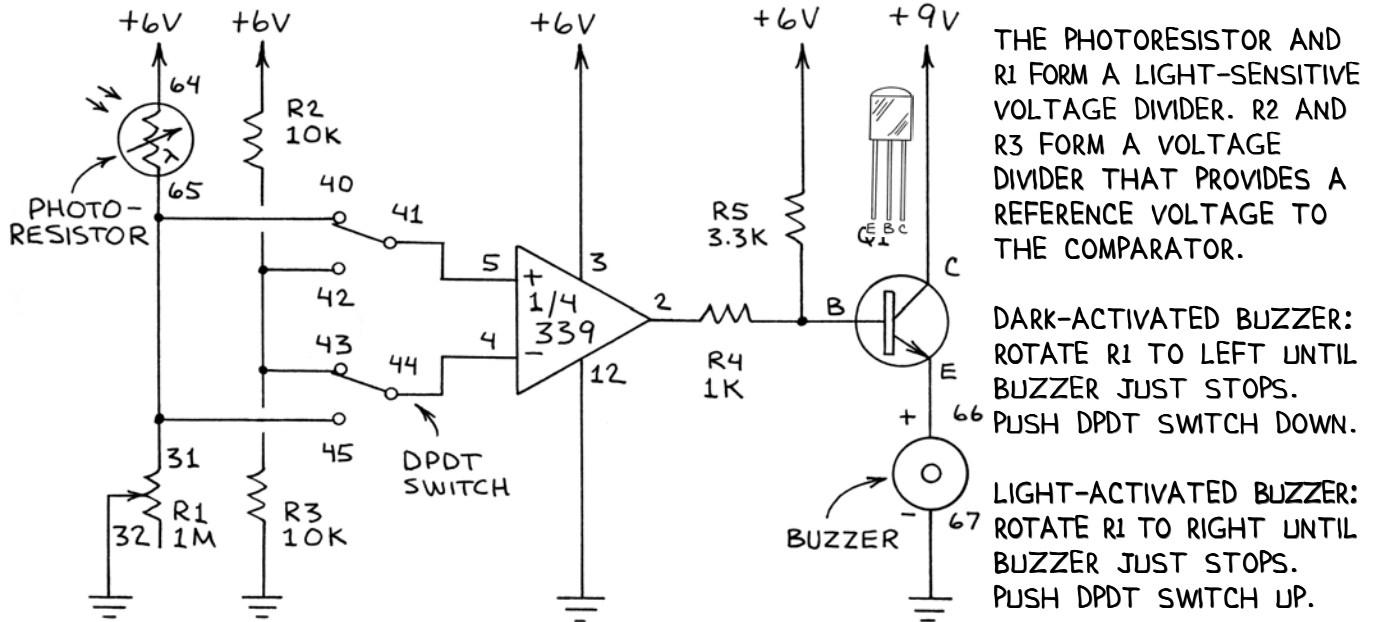 +6V
+6V
+6V
+6V
+9V
64
R2
10K
λ
65
PHOTO-
RESISTOR
40
41
42
43
44
45
DPDT
SWITCH
31
R1
1M
32
R3
10K
5
+
1/4
339
4
−
3
2
12
R4
1K
R5
3.3K
E B C
Q1
B
C
E
+
66
BUZZER
−
67
THE PHOTORESISTOR AND
R1 FORM A LIGHT-SENSITIVE
VOLTAGE DIVIDER. R2 AND
R3 FORM A VOLTAGE
DIVIDER THAT PROVIDES A
REFERENCE VOLTAGE TO
THE COMPARATOR.
DARK-ACTIVATED BUZZER:
ROTATE R1 TO LEFT UNTIL
BUZZER JUST STOPS.
PUSH DPDT SWITCH DOWN.
LIGHT-ACTIVATED BUZZER:
ROTATE R1 TO RIGHT UNTIL
BUZZER JUST STOPS.
PUSH DPDT SWITCH UP.